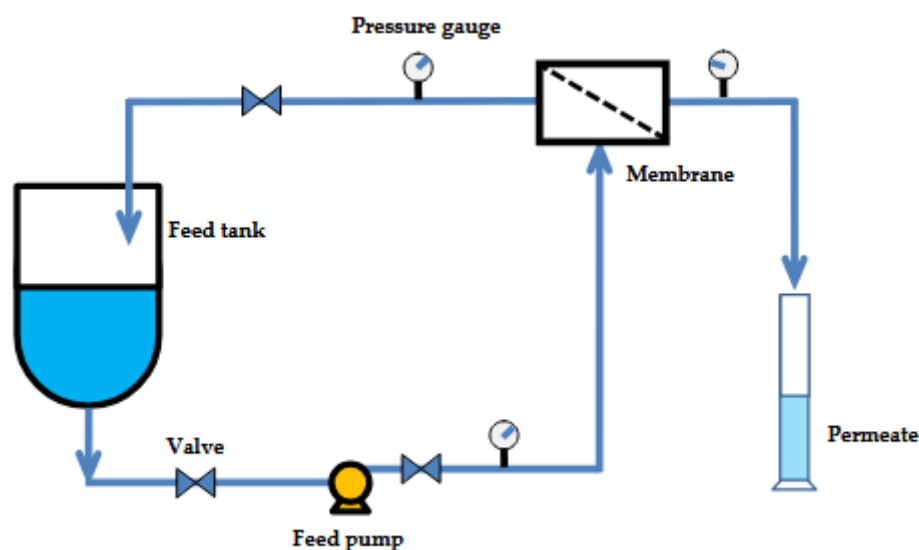 Pressure gauge
Membrane
Feed tank
Valve
Permeate
Feed pump